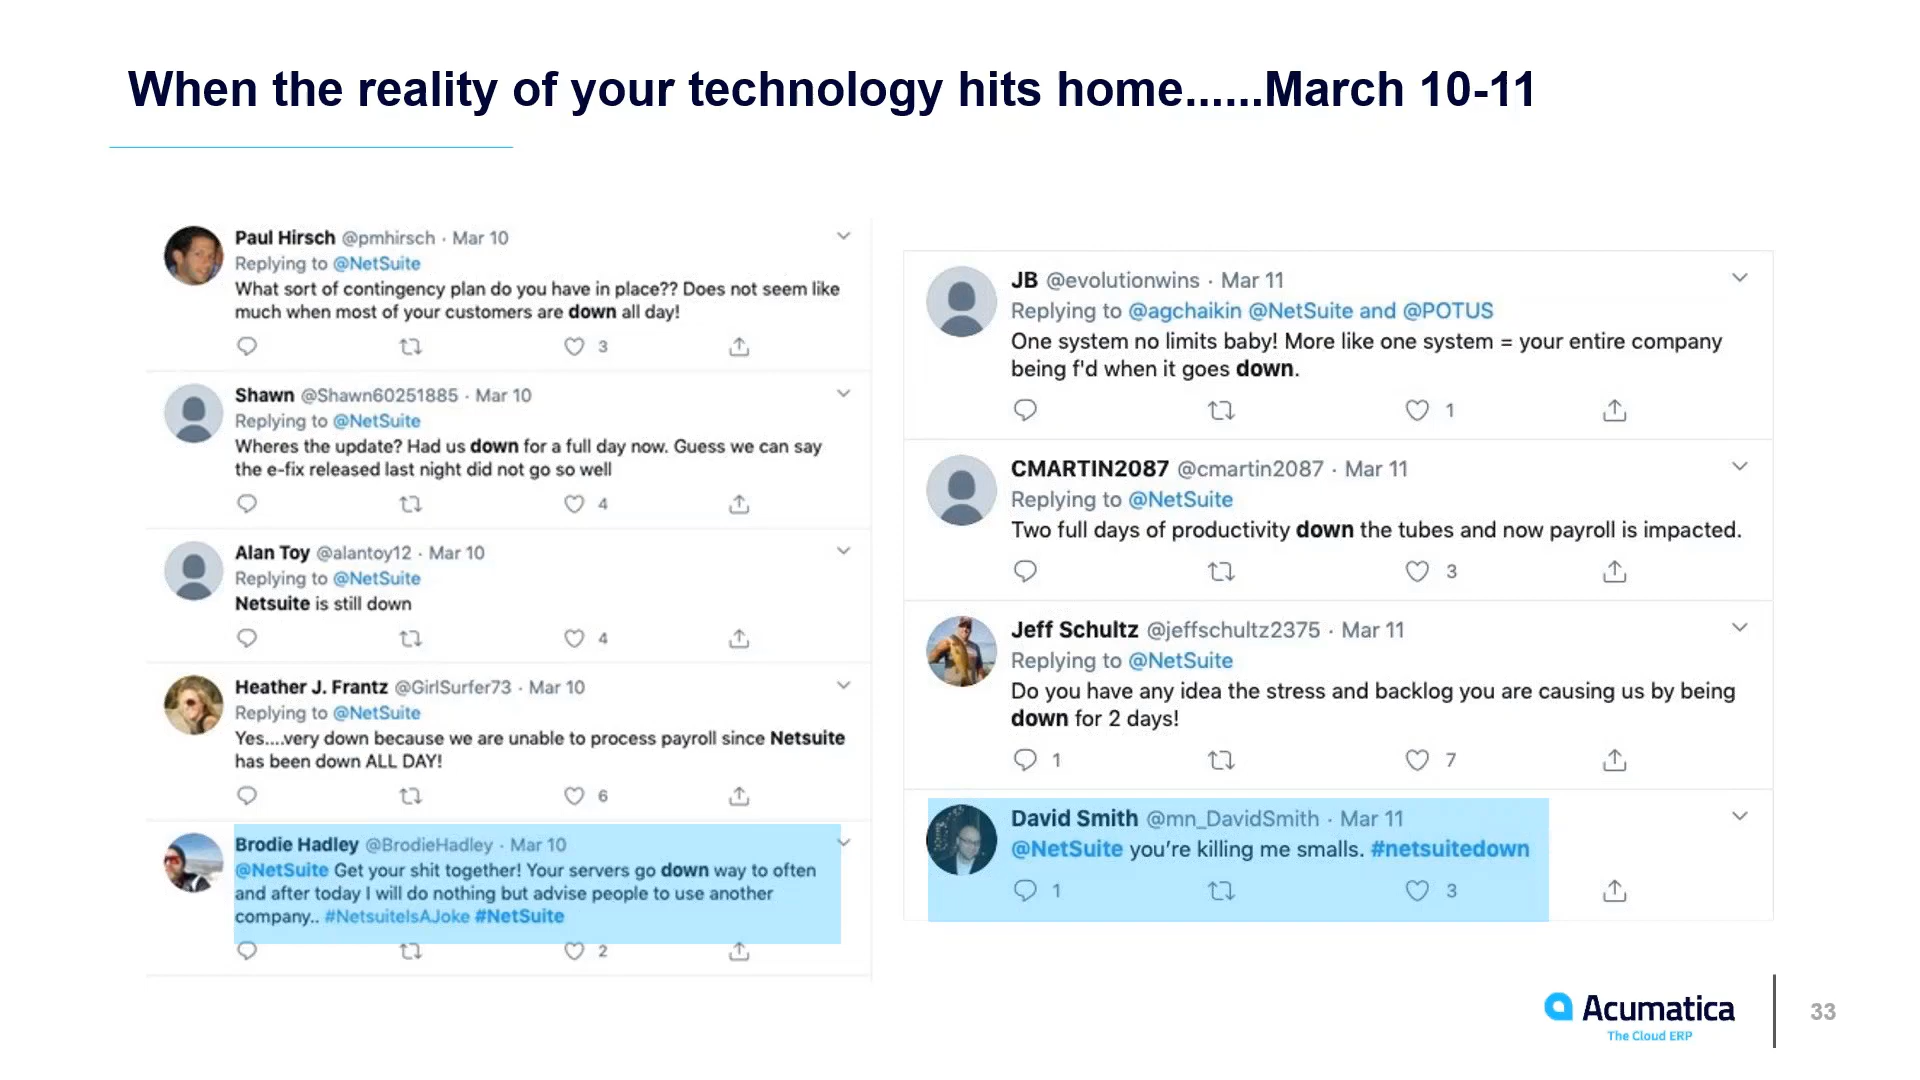 When the reality of your technology hits home......March 10-11
Paul Hirsch @pmhirsch · Mar 10
Replying to @NetSuite
What sort of contingency plan do you have in place?? Does not seem like
much when most of your customers are down all day!
3
Shawn @Shawn60251885 · Mar 10
Replying to @NetSuite
Wheres the update? Had us down for a full day now. Guess we can say
the e-fix released last night did not go so well
4
Alan Toy @alantoy12 · Mar 10
Replying to @NetSuite
Netsuite is still down
4
Heather J. Frantz @GirlSurfer73 · Mar 10
Replying to @NetSuite
Yes....very down because we are unable to process payroll since Netsuite
has been down ALL DAY!
6
Brodie Hadley @BrodieHadley · Mar 10
@NetSuite Get your shit together! Your servers go down way to often
and after today I will do nothing but advise people to use another
company.. #NetsuiteIsAJoke #NetSuite
2
JB @evolutionwins · Mar 11
Replying to @agchaikin @NetSuite and @POTUS
One system no limits baby! More like one system = your entire company
being f'd when it goes down.
1
CMARTIN2087 @cmartin2087 · Mar 11
Replying to @NetSuite
Two full days of productivity down the tubes and now payroll is impacted.
3
Jeff Schultz @jeffschultz2375 · Mar 11
Replying to @NetSuite
Do you have any idea the stress and backlog you are causing us by being
down for 2 days!
1 7
David Smith @mn_DavidSmith · Mar 11
@NetSuite you’re killing me smalls. #netsuitedown
1 3
Acumatica
The Cloud ERP
33